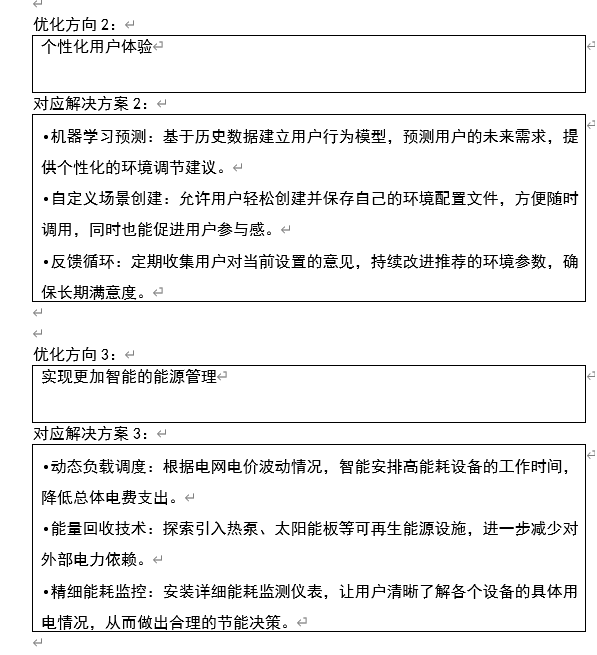 优化方向 2：
个性化用户体验
对应解决方案 2：
•机器学习预测：基于历史数据建立用户行为模型，预测用户的未来需求，提
供个性化的环境调节建议。
•自定义场景创建：允许用户轻松创建并保存自己的环境配置文件，方便随时
调用，同时也能促进用户参与感。
•反馈循环：定期收集用户对当前设置的意见，持续改进推荐的环境参数，确
保长期满意度。
优化方向 3：
实现更加智能的能源管理
对应解决方案 3：
•动态负载调度：根据电网电价波动情况，智能安排高能耗设备的工作时间，
降低总体电费支出。
•能量回收技术：探索引入热泵、太阳能板等可再生能源设施，进一步减少对
外部电力依赖。
•精细能耗监控：安装详细能耗监测仪表，让用户清晰了解各个设备的具体用
电情况，从而做出合理的节能决策。